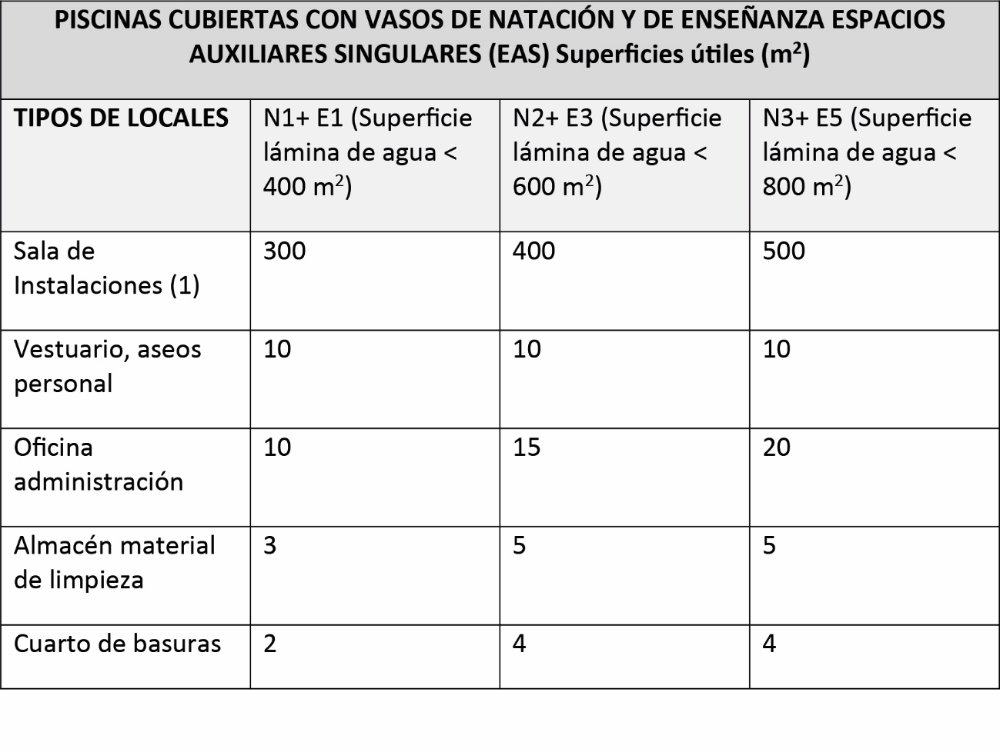 PISCINAS CUBIERTAS CON VASOS DE NATACIÓN Y DE ENSEÑANZA ESPACIOS
AUXILIARES SINGULARES (EAS) Superficies útiles (m²)
TIPOS DE LOCALES
N1+ E1 (Superficie
lámina de agua <
400 m²)
N2+ E3 (Superficie
lámina de agua <
600 m²)
N3+ E5 (Superficie
lámina de agua <
800 m²)
Sala de
Instalaciones (1)
300
400
500
Vestuario, aseos
personal
10
10
10
Oficina
administración
10
15
20
Almacén material
de limpieza
3
5
5
Cuarto de basuras
2
4
4